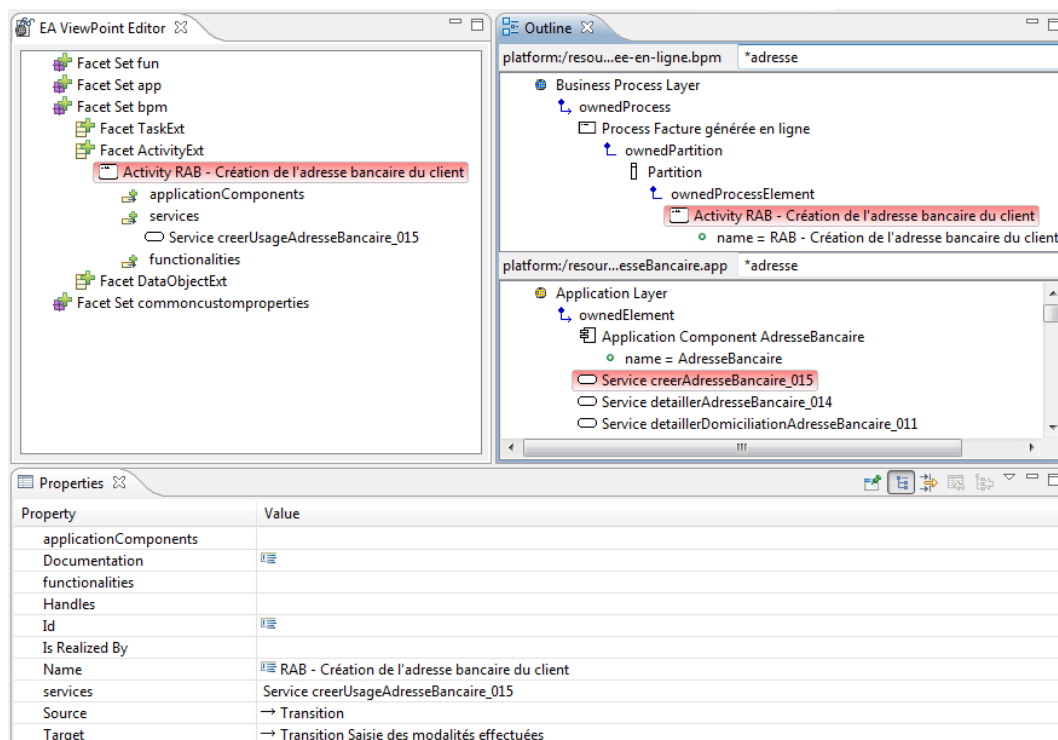 EA ViewPoint Editor
Facet Set fun
Facet Set app
Facet Set bpm
Facet TaskExt
Facet ActivityExt
Activity RAB - Création de l'adresse bancaire du client
applicationComponents
services
Service creerUsageAdresseBancaire_015
functionalities
Facet DataObjectExt
Facet Set commoncustomproperties
Outline
platform:/resou...ee-en-ligne.bpm *adresse
Business Process Layer
ownedProcess
Process Facture générée en ligne
ownedPartition
Partition
ownedProcessElement
Activity RAB - Création de l'adresse bancaire du client
name = RAB - Création de l'adresse bancaire du client
platform:/resour...esseBancaire.app *adresse
Application Layer
ownedElement
Application Component AdresseBancaire
name = AdresseBancaire
Service creerAdresseBancaire_015
Service detaillerAdresseBancaire_014
Service detaillerDomiciliationAdresseBancaire_011
Properties
Property Value
applicationComponents
Documentation
functionalities
Handles
Id
Is Realized By
Name RAB - Création de l'adresse bancaire du client
services Service creerUsageAdresseBancaire_015
Source → Transition
Target → Transition Saisie des modalités effectuées